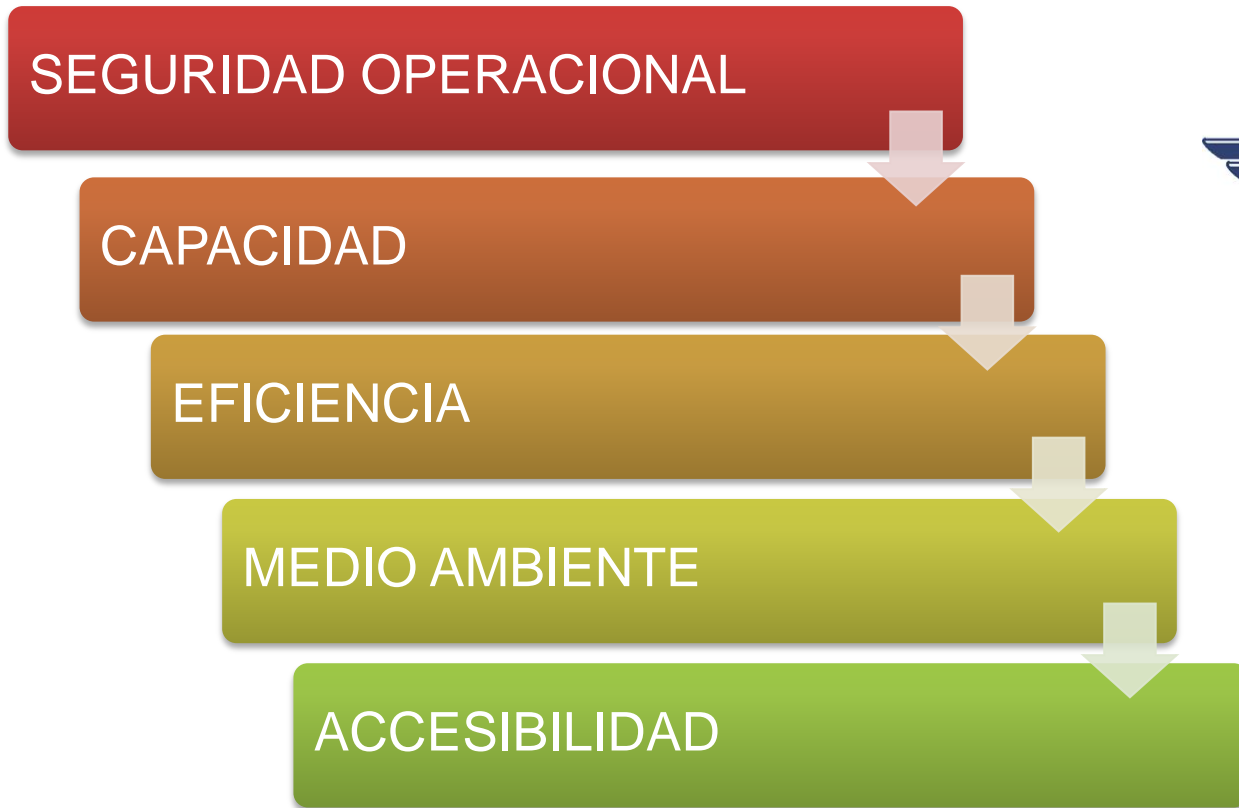 SEGURIDAD OPERACIONAL
CAPACIDAD
EFICIENCIA
MEDIO AMBIENTE
ACCESIBILIDAD